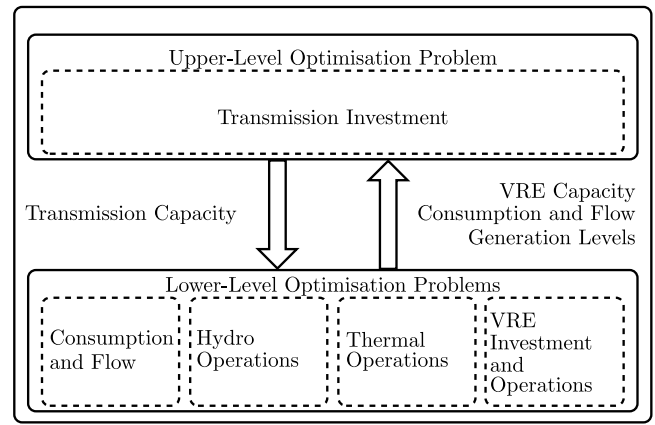 Upper-Level Optimisation Problem
Transmission Investment
Transmission Capacity
VRE Capacity
Consumption and Flow
Generation Levels
Lower-Level Optimisation Problems
Consumption
and Flow
Hydro
Operations
Thermal
Operations
VRE
Investment
and
Operations